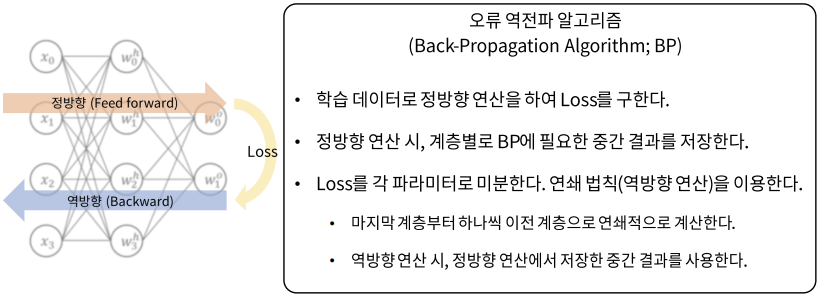 오류 역전파 알고리즘
(Back-Propagation Algorithm; BP)
• 학습 데이터로 정방향 연산을 하여 Loss를 구한다.
• 정방향 연산 시, 계층별로 BP에 필요한 중간 결과를 저장한다.
• Loss를 각 파라미터로 미분한다. 연쇄 법칙(역방향 연산)을 이용한다.
• 마지막 계층부터 하나씩 이전 계층으로 연쇄적으로 계산한다.
• 역방향 연산 시, 정방향 연산에서 저장한 중간 결과를 사용한다.
x₀ w₀ʰ
정방향 (Feed forward)
x₁ w₁ʰ w₀ᵒ
Loss
x₂ w₂ʰ w₁ᵒ
역방향 (Backward)
x₃ w₃ʰ